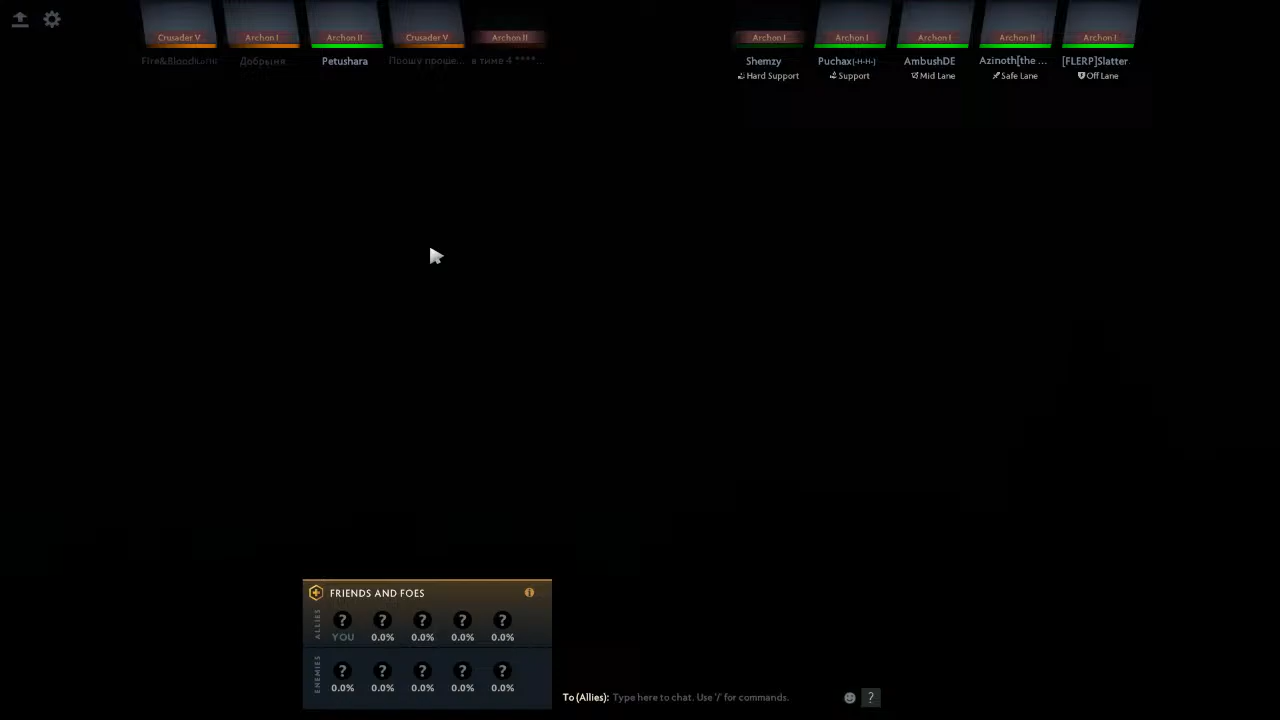 Crusader V Archon I Archon II Crusader V Archon II Archon I Archon I Archon I Archon II Archon I
Добрыня Petushara Прошу проще... в тиме 4 ****... Shemzy Puchax[-H-H-] AmbushDE Azinoth[the ... [FLERP]Slatter
Hard Support Support Mid Lane Safe Lane Off Lane
FRIENDS AND FOES
ALLIES
? ? ? ? ?
YOU 0.0% 0.0% 0.0% 0.0%
ENEMIES
? ? ? ? ?
0.0% 0.0% 0.0% 0.0% 0.0%
To (Allies): Type here to chat. Use '/' for commands. ?